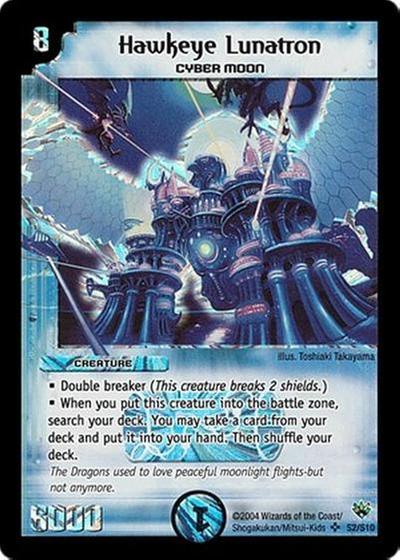 8
Hawkeye Lunatron
CYBER MOON
illus. Toshiaki Takayama
CREATURE
▪ Double breaker (This creature breaks 2 shields.)
▪ When you put this creature into the battle zone,
search your deck. You may take a card from your
deck and put it into your hand. Then shuffle your
deck.
The Dragons used to love peaceful moonlight flights-but
not anymore.
6000
1
©2004 Wizards of the Coast/
Shogakukan/Mitsui-Kids S2/S10